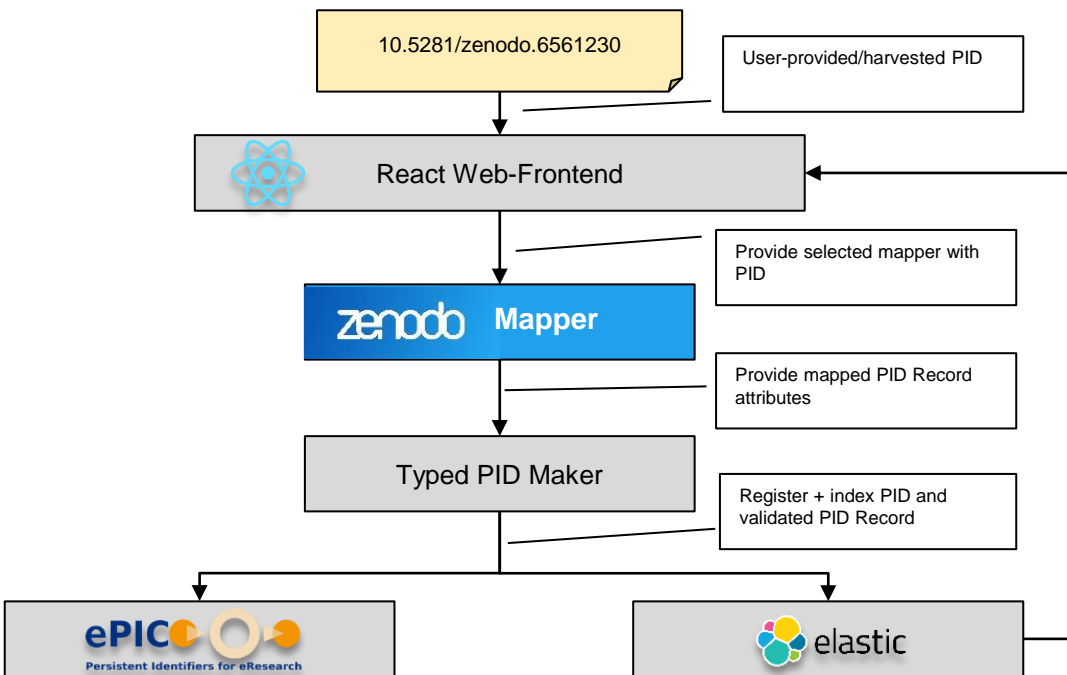 10.5281/zenodo.6561230
User-provided/harvested PID
React Web-Frontend
Provide selected mapper with
PID
zenodo Mapper
Provide mapped PID Record
attributes
Typed PID Maker
Register + index PID and
validated PID Record
ePIC
Persistent Identifiers for eResearch
elastic